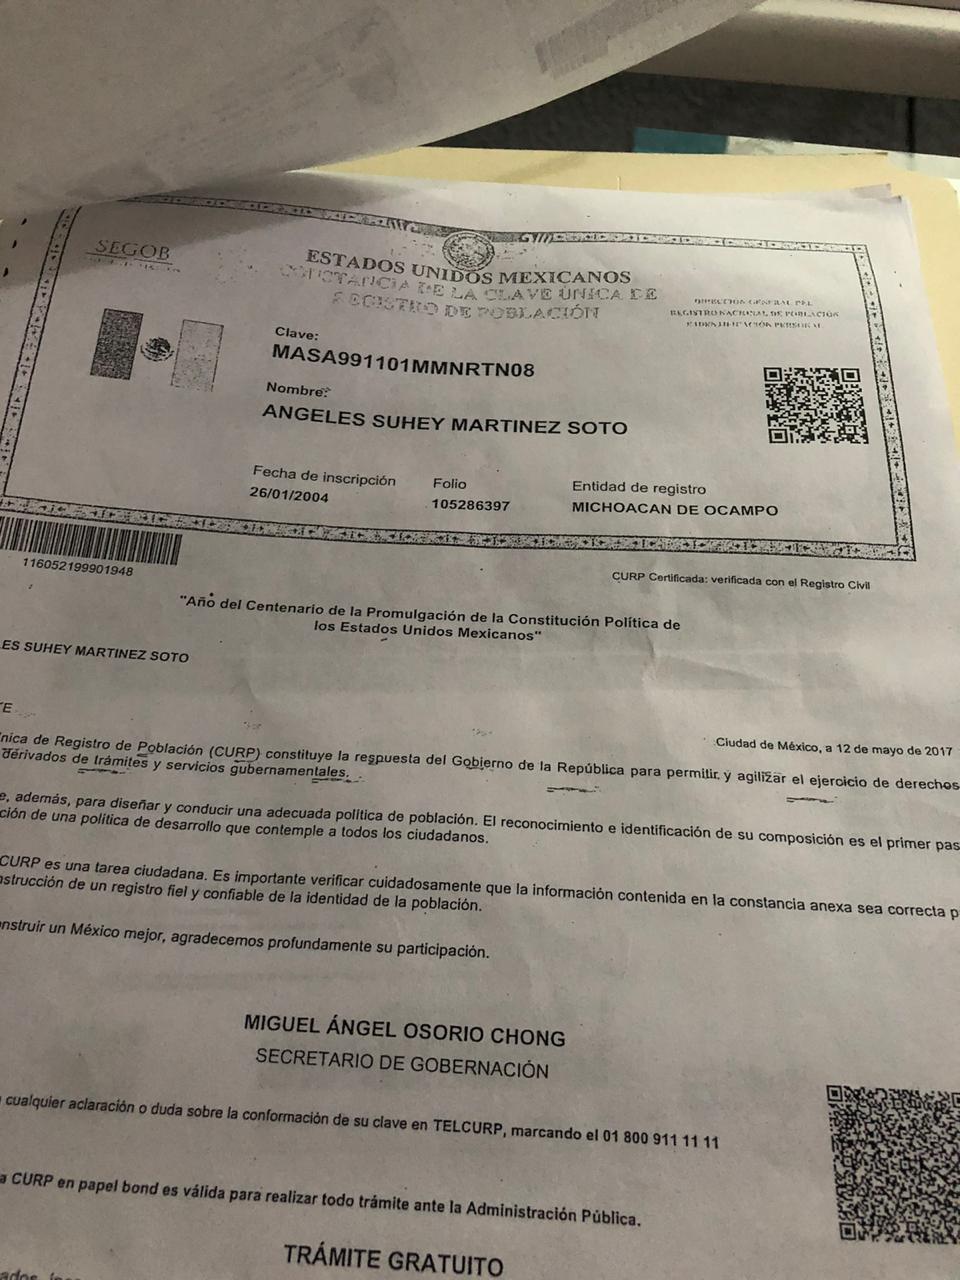 SEGOB
ESTADOS UNIDOS MEXICANOS
CONSTANCIA DE LA CLAVE ÚNICA DE
REGISTRO DE POBLACIÓN
DIRECCIÓN GENERAL DEL
REGISTRO NACIONAL DE POBLACIÓN
E IDENTIFICACIÓN PERSONAL
Clave:
MASA991101MMNRTN08
Nombre:
ANGELES SUHEY MARTINEZ SOTO
Fecha de inscripción Folio Entidad de registro
26/01/2004 105286397 MICHOACAN DE OCAMPO
116052199901948
CURP Certificada: verificada con el Registro Civil
"Año del Centenario de la Promulgación de la Constitución Política de
los Estados Unidos Mexicanos"
LES SUHEY MARTINEZ SOTO
TE
Ciudad de México, a 12 de mayo de 2017
nica de Registro de Población (CURP) constituye la respuesta del Gobierno de la República para permitir y agilizar el ejercicio de derechos
derivados de trámites y servicios gubernamentales.
e, además, para diseñar y conducir una adecuada política de población. El reconocimiento e identificación de su composición es el primer pas
ción de una política de desarrollo que contemple a todos los ciudadanos.
CURP es una tarea ciudadana. Es importante verificar cuidadosamente que la información contenida en la constancia anexa sea correcta p
nstrucción de un registro fiel y confiable de la identidad de la población.
onstruir un México mejor, agradecemos profundamente su participación.
MIGUEL ÁNGEL OSORIO CHONG
SECRETARIO DE GOBERNACIÓN
cualquier aclaración o duda sobre la conformación de su clave en TELCURP, marcando el 01 800 911 11 11
a CURP en papel bond es válida para realizar todo trámite ante la Administración Pública.
TRÁMITE GRATUITO